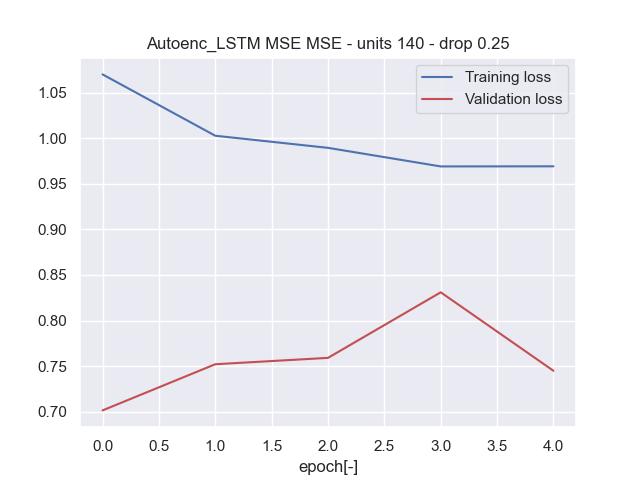 Autoenc_LSTM MSE MSE - units 140 - drop 0.25
Training loss
Validation loss
1.05
1.00
0.95
0.90
0.85
0.80
0.75
0.70
0.0 0.5 1.0 1.5 2.0 2.5 3.0 3.5 4.0
epoch[-]